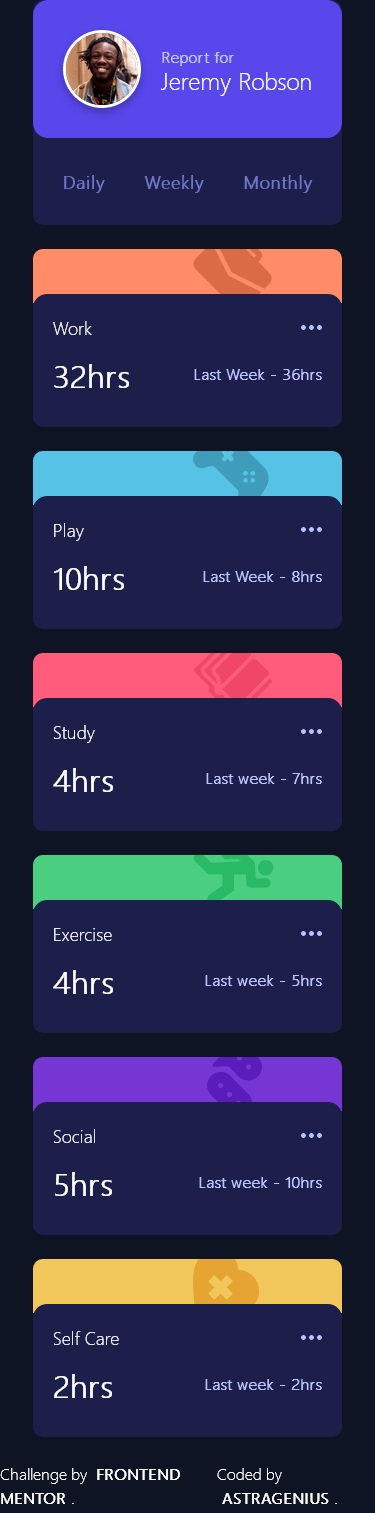 Report for
Jeremy Robson
Daily Weekly Monthly
Work
32hrs Last Week - 36hrs
Play
10hrs Last Week - 8hrs
Study
4hrs Last week - 7hrs
Exercise
4hrs Last week - 5hrs
Social
5hrs Last week - 10hrs
Self Care
2hrs Last week - 2hrs
Challenge by FRONTEND
MENTOR .
Coded by
ASTRAGENIUS .